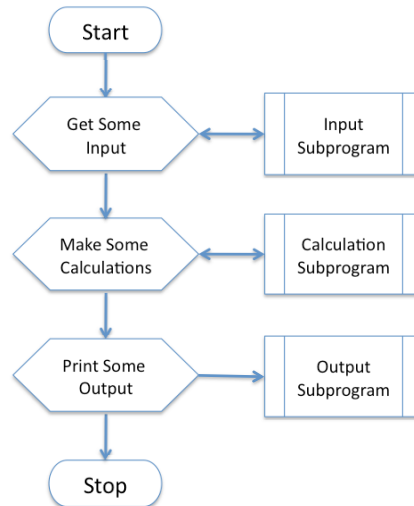 Start
Get Some
Input
Input
Subprogram
Make Some
Calculations
Calculation
Subprogram
Print Some
Output
Output
Subprogram
Stop